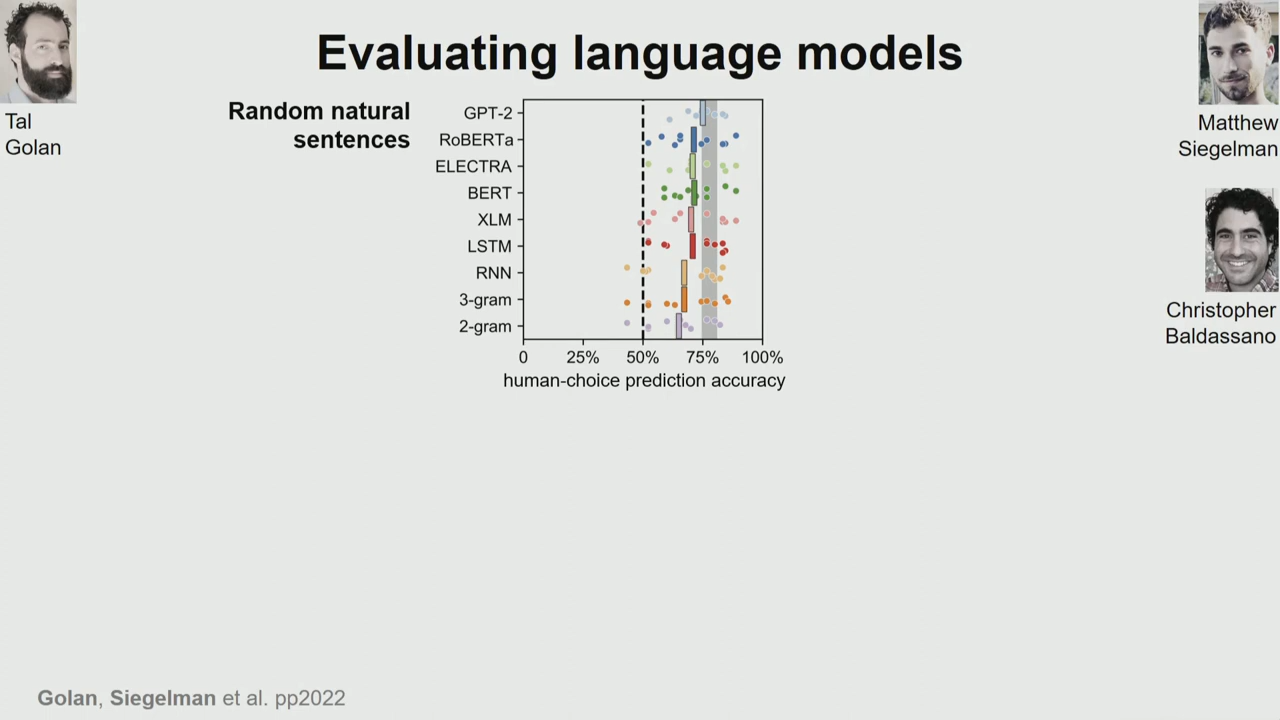 Evaluating language models
Tal
Golan
Matthew
Siegelman
Christopher
Baldassano
Random natural
sentences
GPT-2
RoBERTa
ELECTRA
BERT
XLM
LSTM
RNN
3-gram
2-gram
0 25% 50% 75% 100%
human-choice prediction accuracy
Golan, Siegelman et al. pp2022